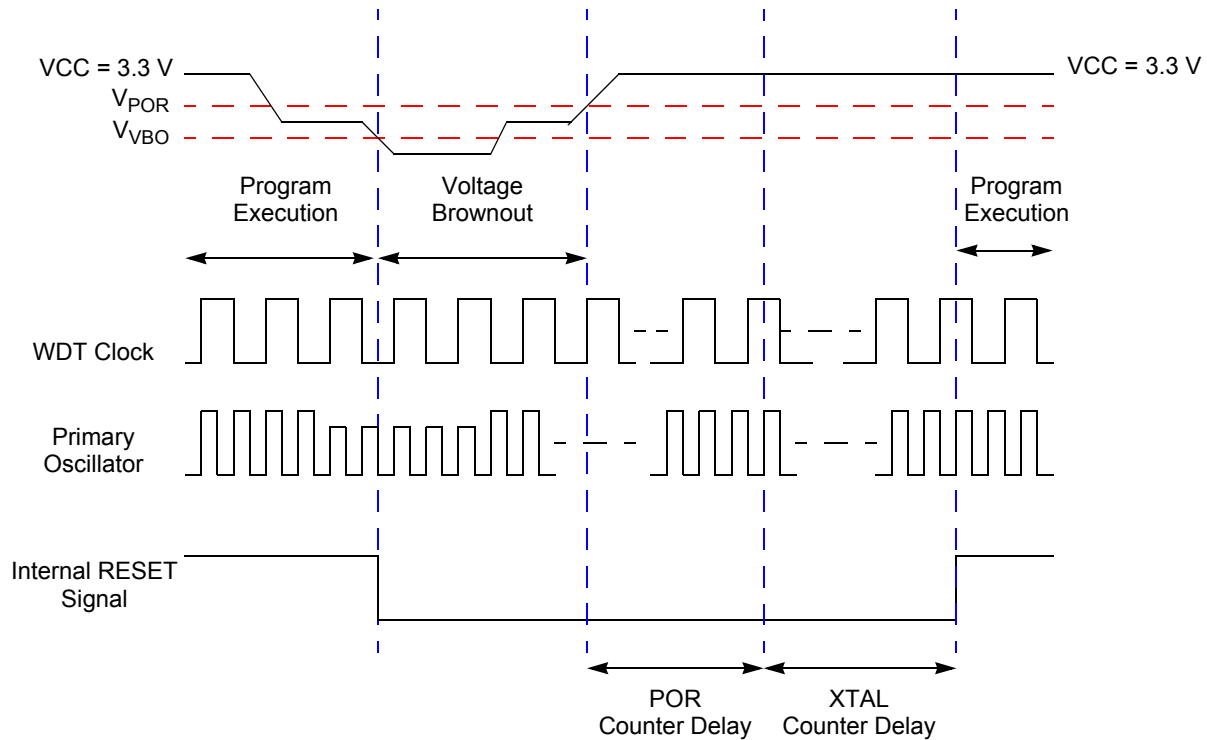 VCC = 3.3 V
VCC = 3.3 V
VPOR
VVBO
Program
Execution
Voltage
Brownout
Program
Execution
WDT Clock
Primary
Oscillator
Internal RESET
Signal
POR
Counter Delay
XTAL
Counter Delay